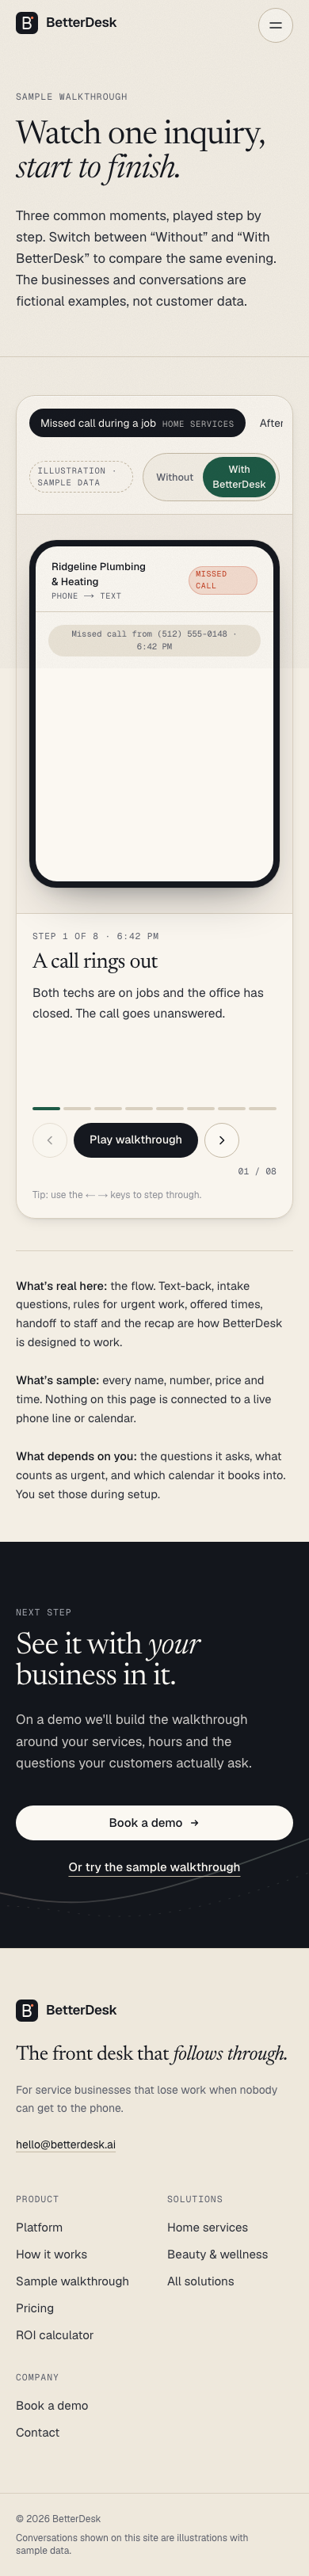 BetterDesk
SAMPLE WALKTHROUGH
Watch one inquiry,
start to finish.
Three common moments, played step by
step. Switch between “Without” and “With
BetterDesk” to compare the same evening.
The businesses and conversations are
fictional examples, not customer data.
Missed call during a job HOME SERVICES
After
ILLUSTRATION ·
SAMPLE DATA
Without
With
BetterDesk
Ridgeline Plumbing
& Heating
PHONE → TEXT
MISSED
CALL
Missed call from (512) 555-0148 ·
6:42 PM
STEP 1 OF 8 · 6:42 PM
A call rings out
Both techs are on jobs and the office has
closed. The call goes unanswered.
Play walkthrough
01 / 08
Tip: use the ← → keys to step through.
What’s real here: the flow. Text-back, intake
questions, rules for urgent work, offered times,
handoff to staff and the recap are how BetterDesk
is designed to work.
What’s sample: every name, number, price and
time. Nothing on this page is connected to a live
phone line or calendar.
What depends on you: the questions it asks, what
counts as urgent, and which calendar it books into.
You set those during setup.
NEXT STEP
See it with your
business in it.
On a demo we'll build the walkthrough
around your services, hours and the
questions your customers actually ask.
Book a demo →
Or try the sample walkthrough
BetterDesk
The front desk that follows through.
For service businesses that lose work when nobody
can get to the phone.
hello@betterdesk.ai
PRODUCT
Platform
How it works
Sample walkthrough
Pricing
ROI calculator
SOLUTIONS
Home services
Beauty & wellness
All solutions
COMPANY
Book a demo
Contact
© 2026 BetterDesk
Conversations shown on this site are illustrations with
sample data.